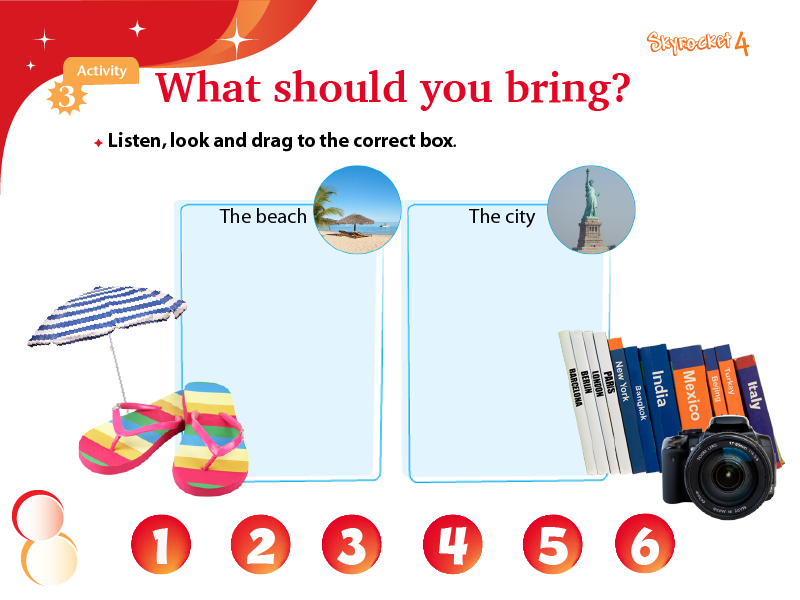 Skyrocket 4
Activity
3
What should you bring?
Listen, look and drag to the correct box.
The beach
The city
BARCELONA
BERLIN
LONDON
PARIS
New York
Bangkok
India
Mexico
Beijing
Turkey
Italy
1 2 3 4 5 6